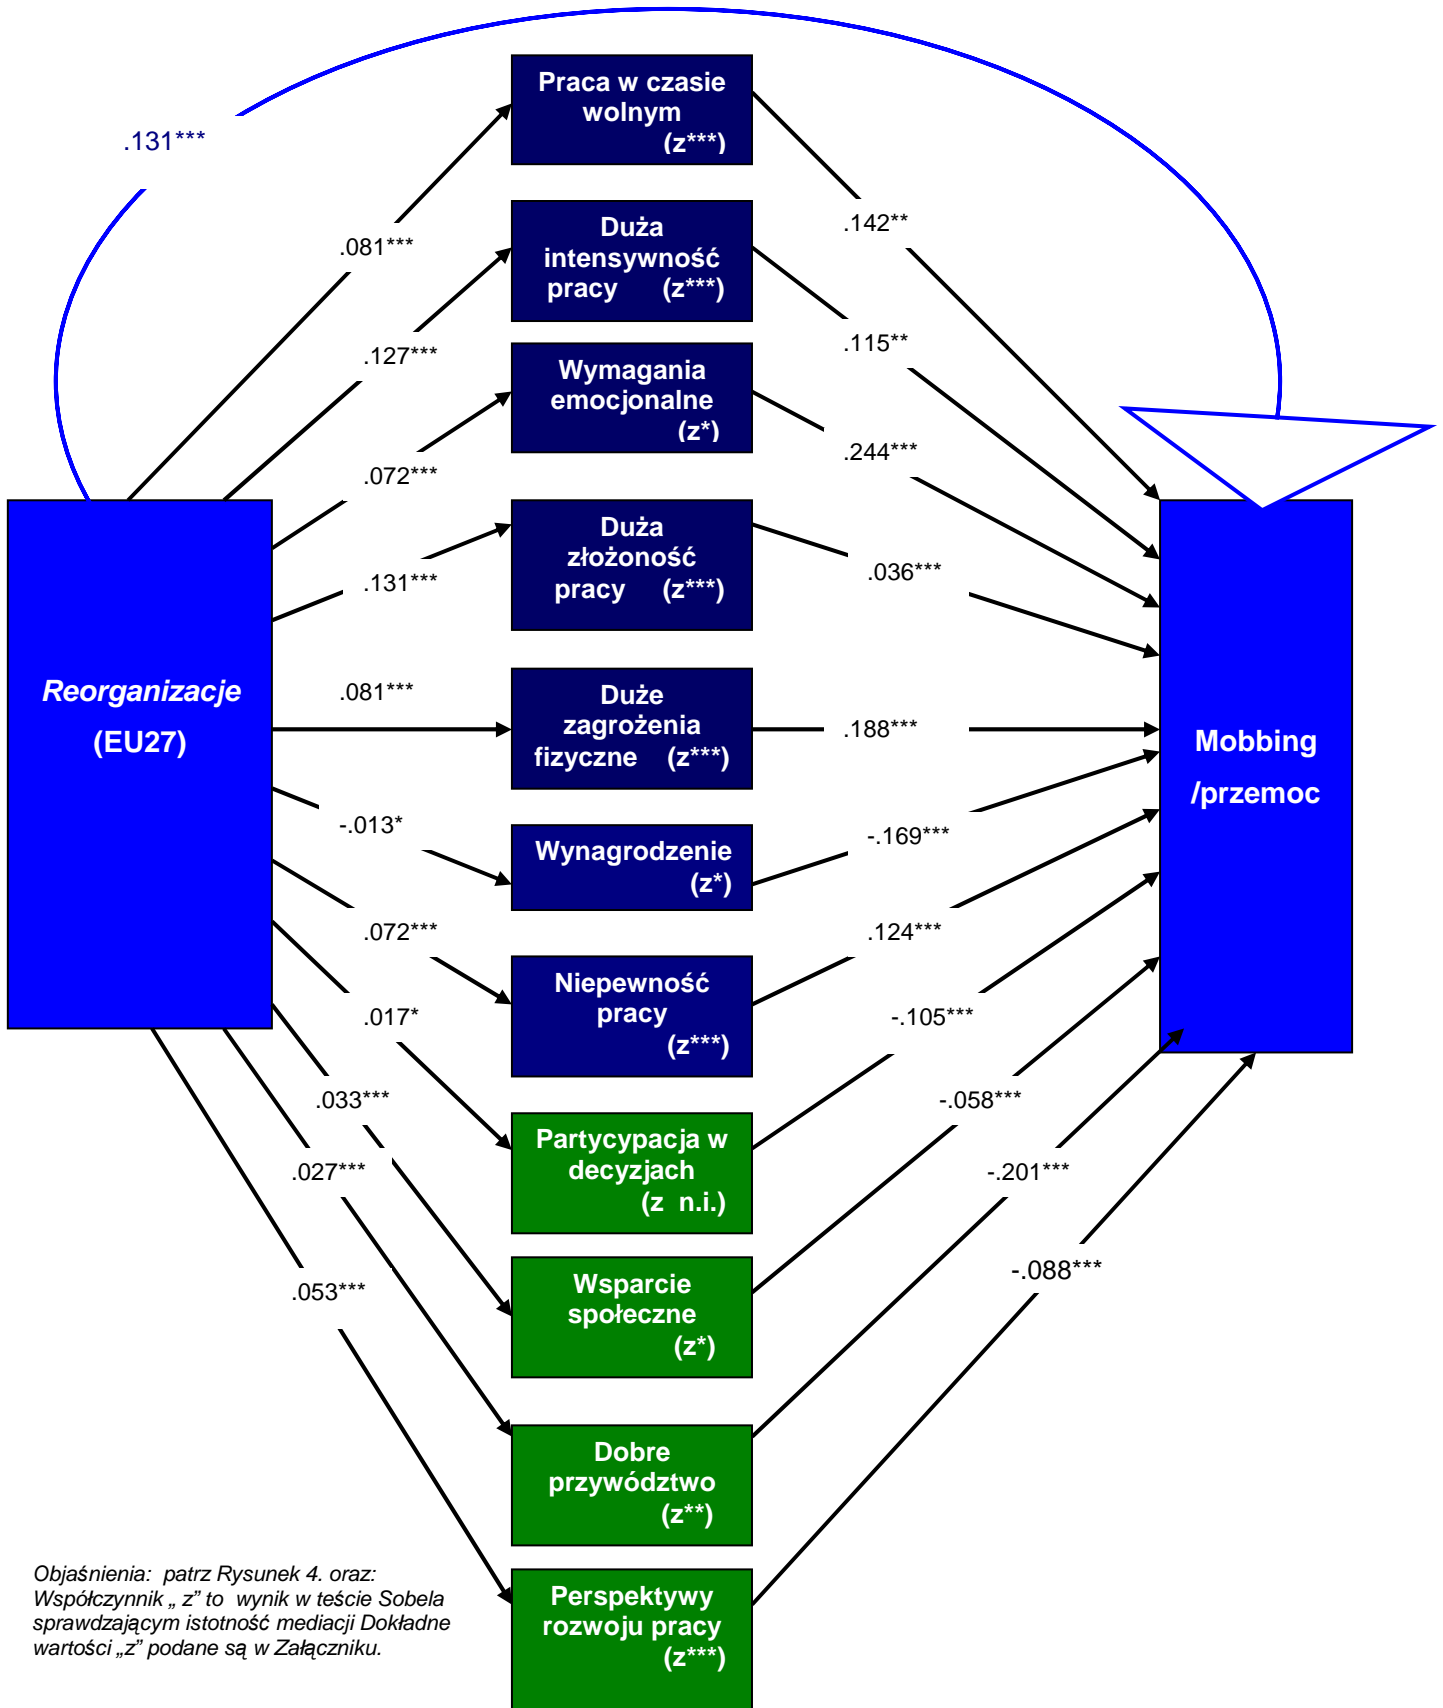 Praca w czasie
wolnym
(z***)
.131***
Duża
intensywność
pracy (z***)
.142**
.081***
Wymagania
emocjonalne
(z*)
.127***
.115**
.072***
.244***
Duża
złożoność
pracy (z***)
.131***
.036***
Reorganizacje
(EU27)
.081***
Duże
zagrożenia
fizyczne (z***)
.188***
Mobbing
/przemoc
-.013*
Wynagrodzenie
(z*)
-.169***
.072***
.124***
Niepewność
pracy
(z***)
.017*
-.105***
.033***
-.058***
Partycypacja w
decyzjach
(z n.i.)
.027***
-.201***
Wsparcie
społeczne
(z*)
.053***
-.088***
Dobre
przywództwo
(z**)
Perspektywy
rozwoju pracy
(z***)
Objaśnienia: patrz Rysunek 4. oraz:
Współczynnik „ z” to wynik w teście Sobela
sprawdzającym istotność mediacji Dokładne
wartości „z” podane są w Załączniku.